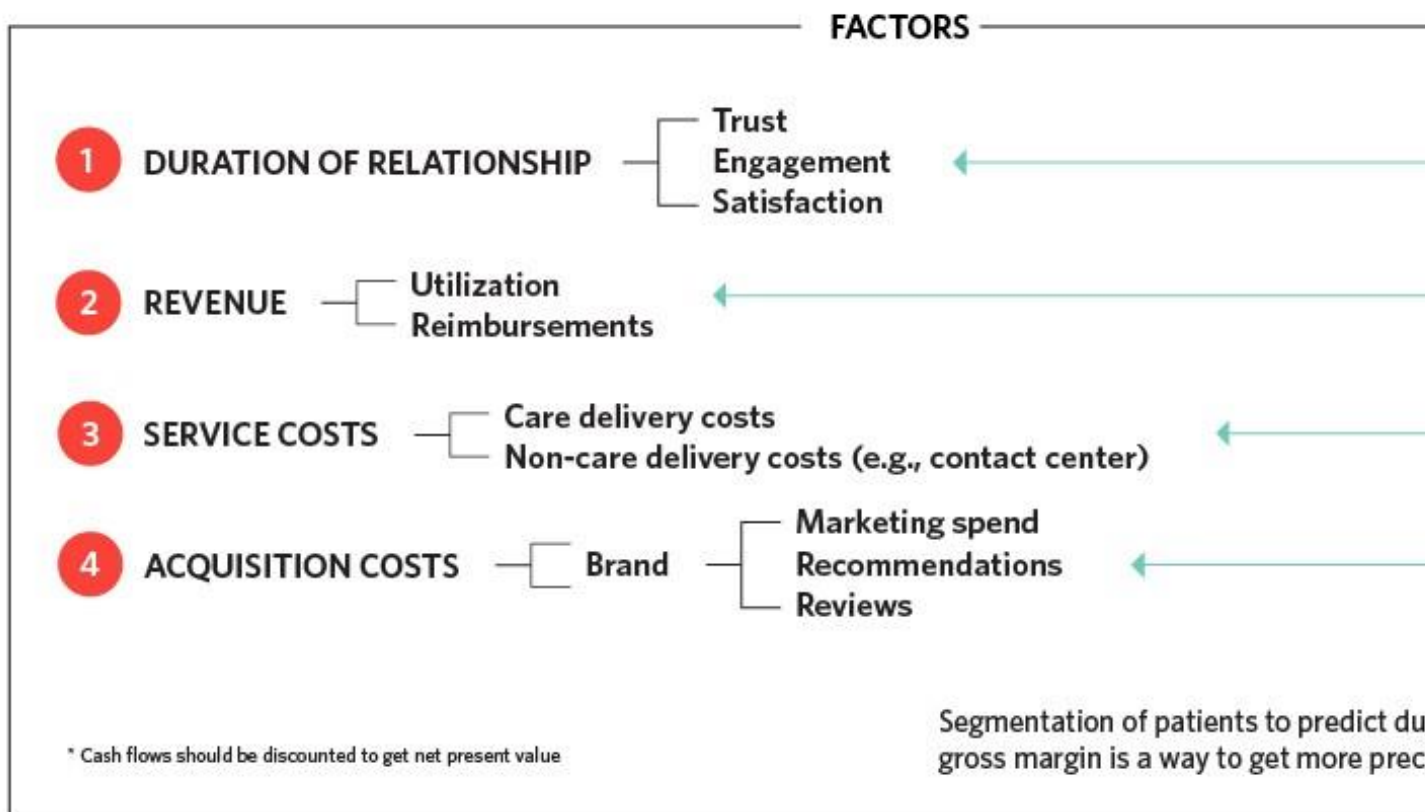 FACTORS
1 DURATION OF RELATIONSHIP
Trust
Engagement
Satisfaction
2 REVENUE
Utilization
Reimbursements
3 SERVICE COSTS
Care delivery costs
Non-care delivery costs (e.g., contact center)
4 ACQUISITION COSTS
Brand
Marketing spend
Recommendations
Reviews
Segmentation of patients to predict du
gross margin is a way to get more prec
* Cash flows should be discounted to get net present value